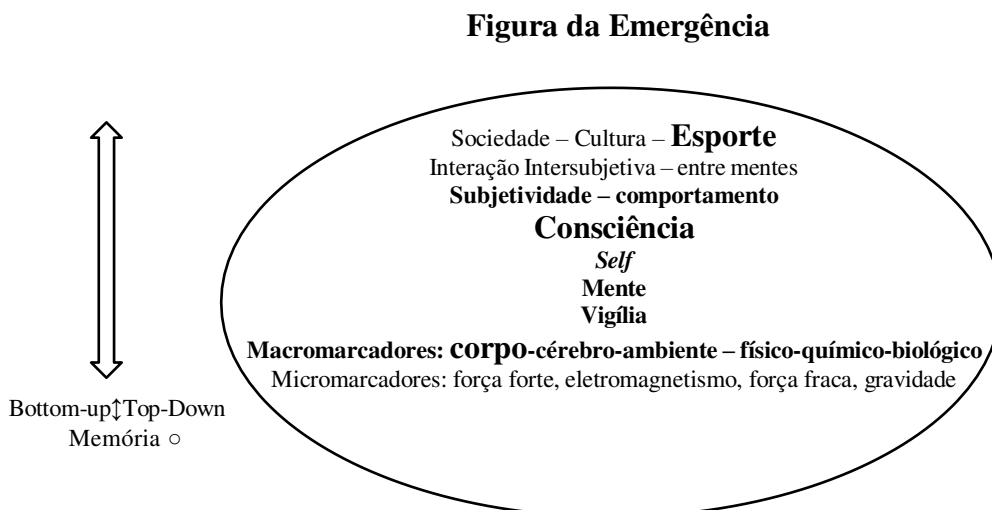 Figura da Emergência
Sociedade – Cultura – Esporte
Interação Intersubjetiva – entre mentes
Subjetividade – comportamento
Consciência
Self
Mente
Vigília
Macromarcadores: corpo-cérebro-ambiente – físico-químico-biológico
Micromarcadores: força forte, eletromagnetismo, força fraca, gravidade
Bottom-up↕Top-Down
Memória ○